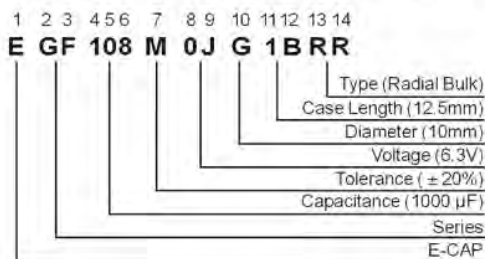 1 2 3 4 5 6 7 8 9 10 11 12 13 14
E G F 108 M 0J G 1B R R
Type (Radial Bulk)
Case Length (12.5mm)
Diameter (10mm)
Voltage (6.3V)
Tolerance ( ± 20%)
Capacitance (1000 µF)
Series
E-CAP